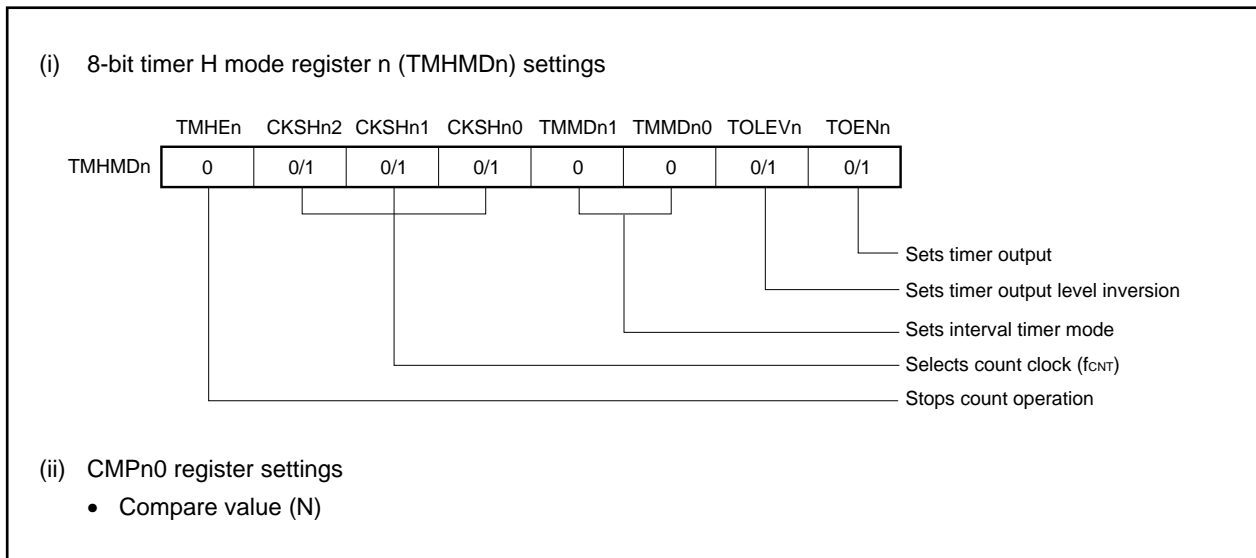 (i) 8-bit timer H mode register n (TMHMDn) settings
TMHEn CKSHn2 CKSHn1 CKSHn0 TMMDn1 TMMDn0 TOLEVn TOENn
TMHMDn 0 0/1 0/1 0/1 0 0 0/1 0/1
Sets timer output
Sets timer output level inversion
Sets interval timer mode
Selects count clock (fCNT)
Stops count operation
(ii) CMPn0 register settings
• Compare value (N)